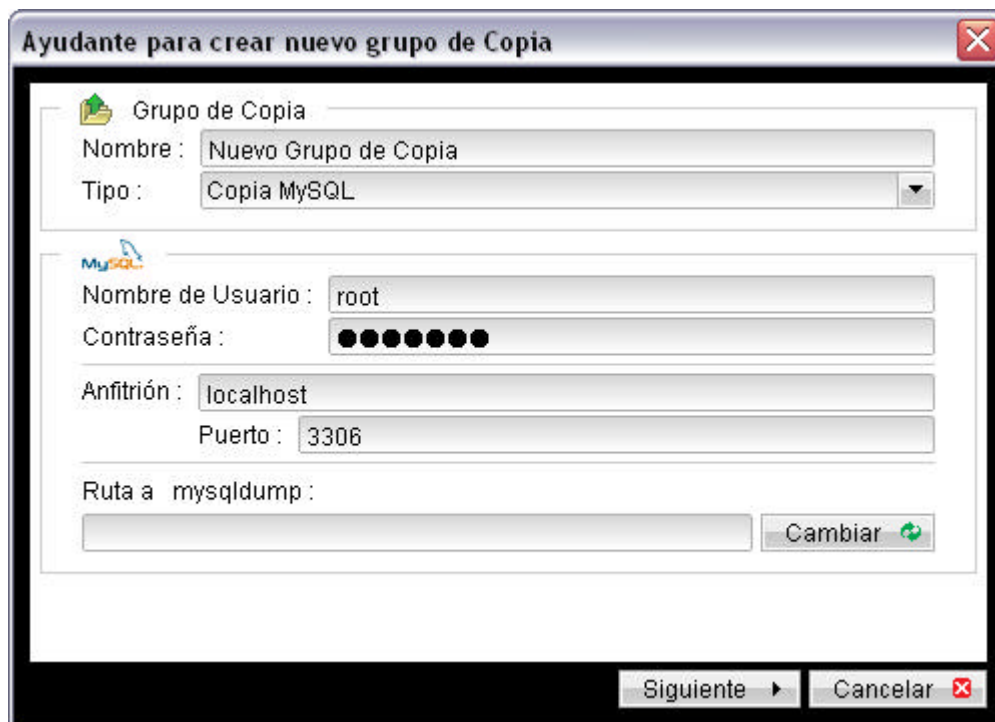 Ayudante para crear nuevo grupo de Copia
Grupo de Copia
Nombre : Nuevo Grupo de Copia
Tipo : Copia MySQL
MySQL
Nombre de Usuario : root
Contraseña : ●●●●●●●
Anfitrión : localhost
Puerto : 3306
Ruta a mysqldump :
Cambiar
Siguiente Cancelar